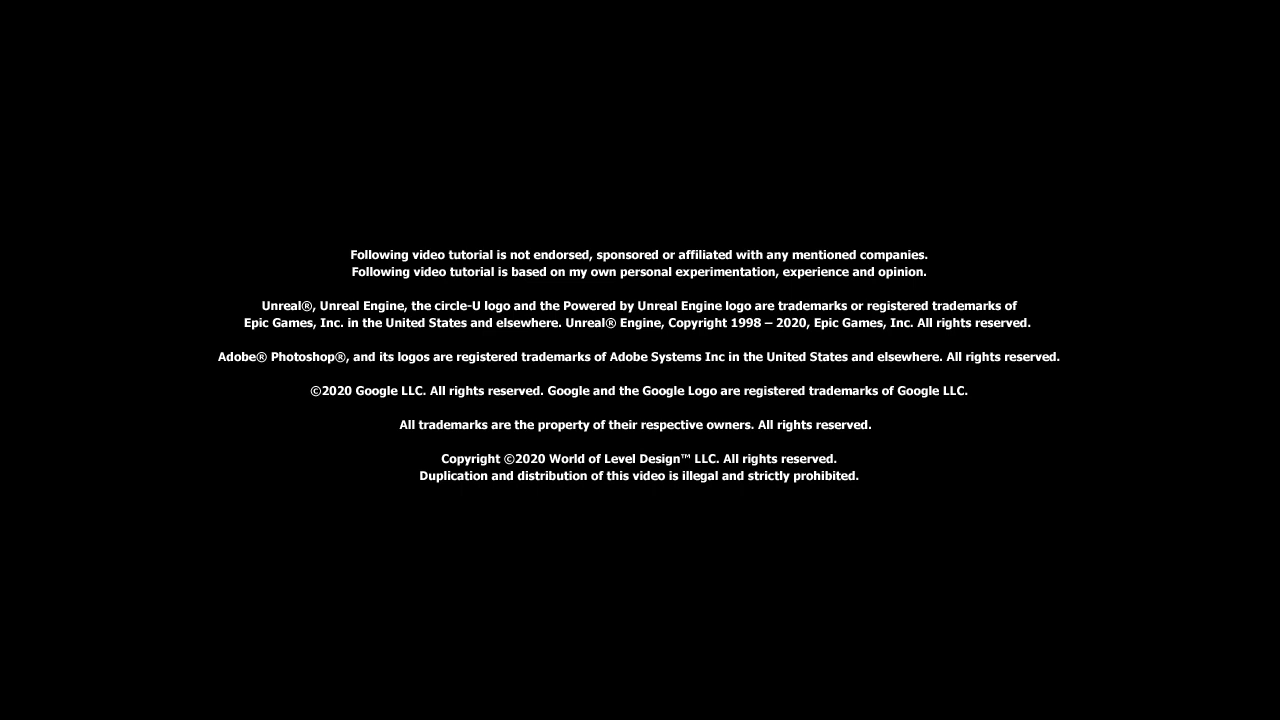 Following video tutorial is not endorsed, sponsored or affiliated with any mentioned companies.
Following video tutorial is based on my own personal experimentation, experience and opinion.
Unreal®, Unreal Engine, the circle-U logo and the Powered by Unreal Engine logo are trademarks or registered trademarks of
Epic Games, Inc. in the United States and elsewhere. Unreal® Engine, Copyright 1998 – 2020, Epic Games, Inc. All rights reserved.
Adobe® Photoshop®, and its logos are registered trademarks of Adobe Systems Inc in the United States and elsewhere. All rights reserved.
©2020 Google LLC. All rights reserved. Google and the Google Logo are registered trademarks of Google LLC.
All trademarks are the property of their respective owners. All rights reserved.
Copyright ©2020 World of Level Design™ LLC. All rights reserved.
Duplication and distribution of this video is illegal and strictly prohibited.